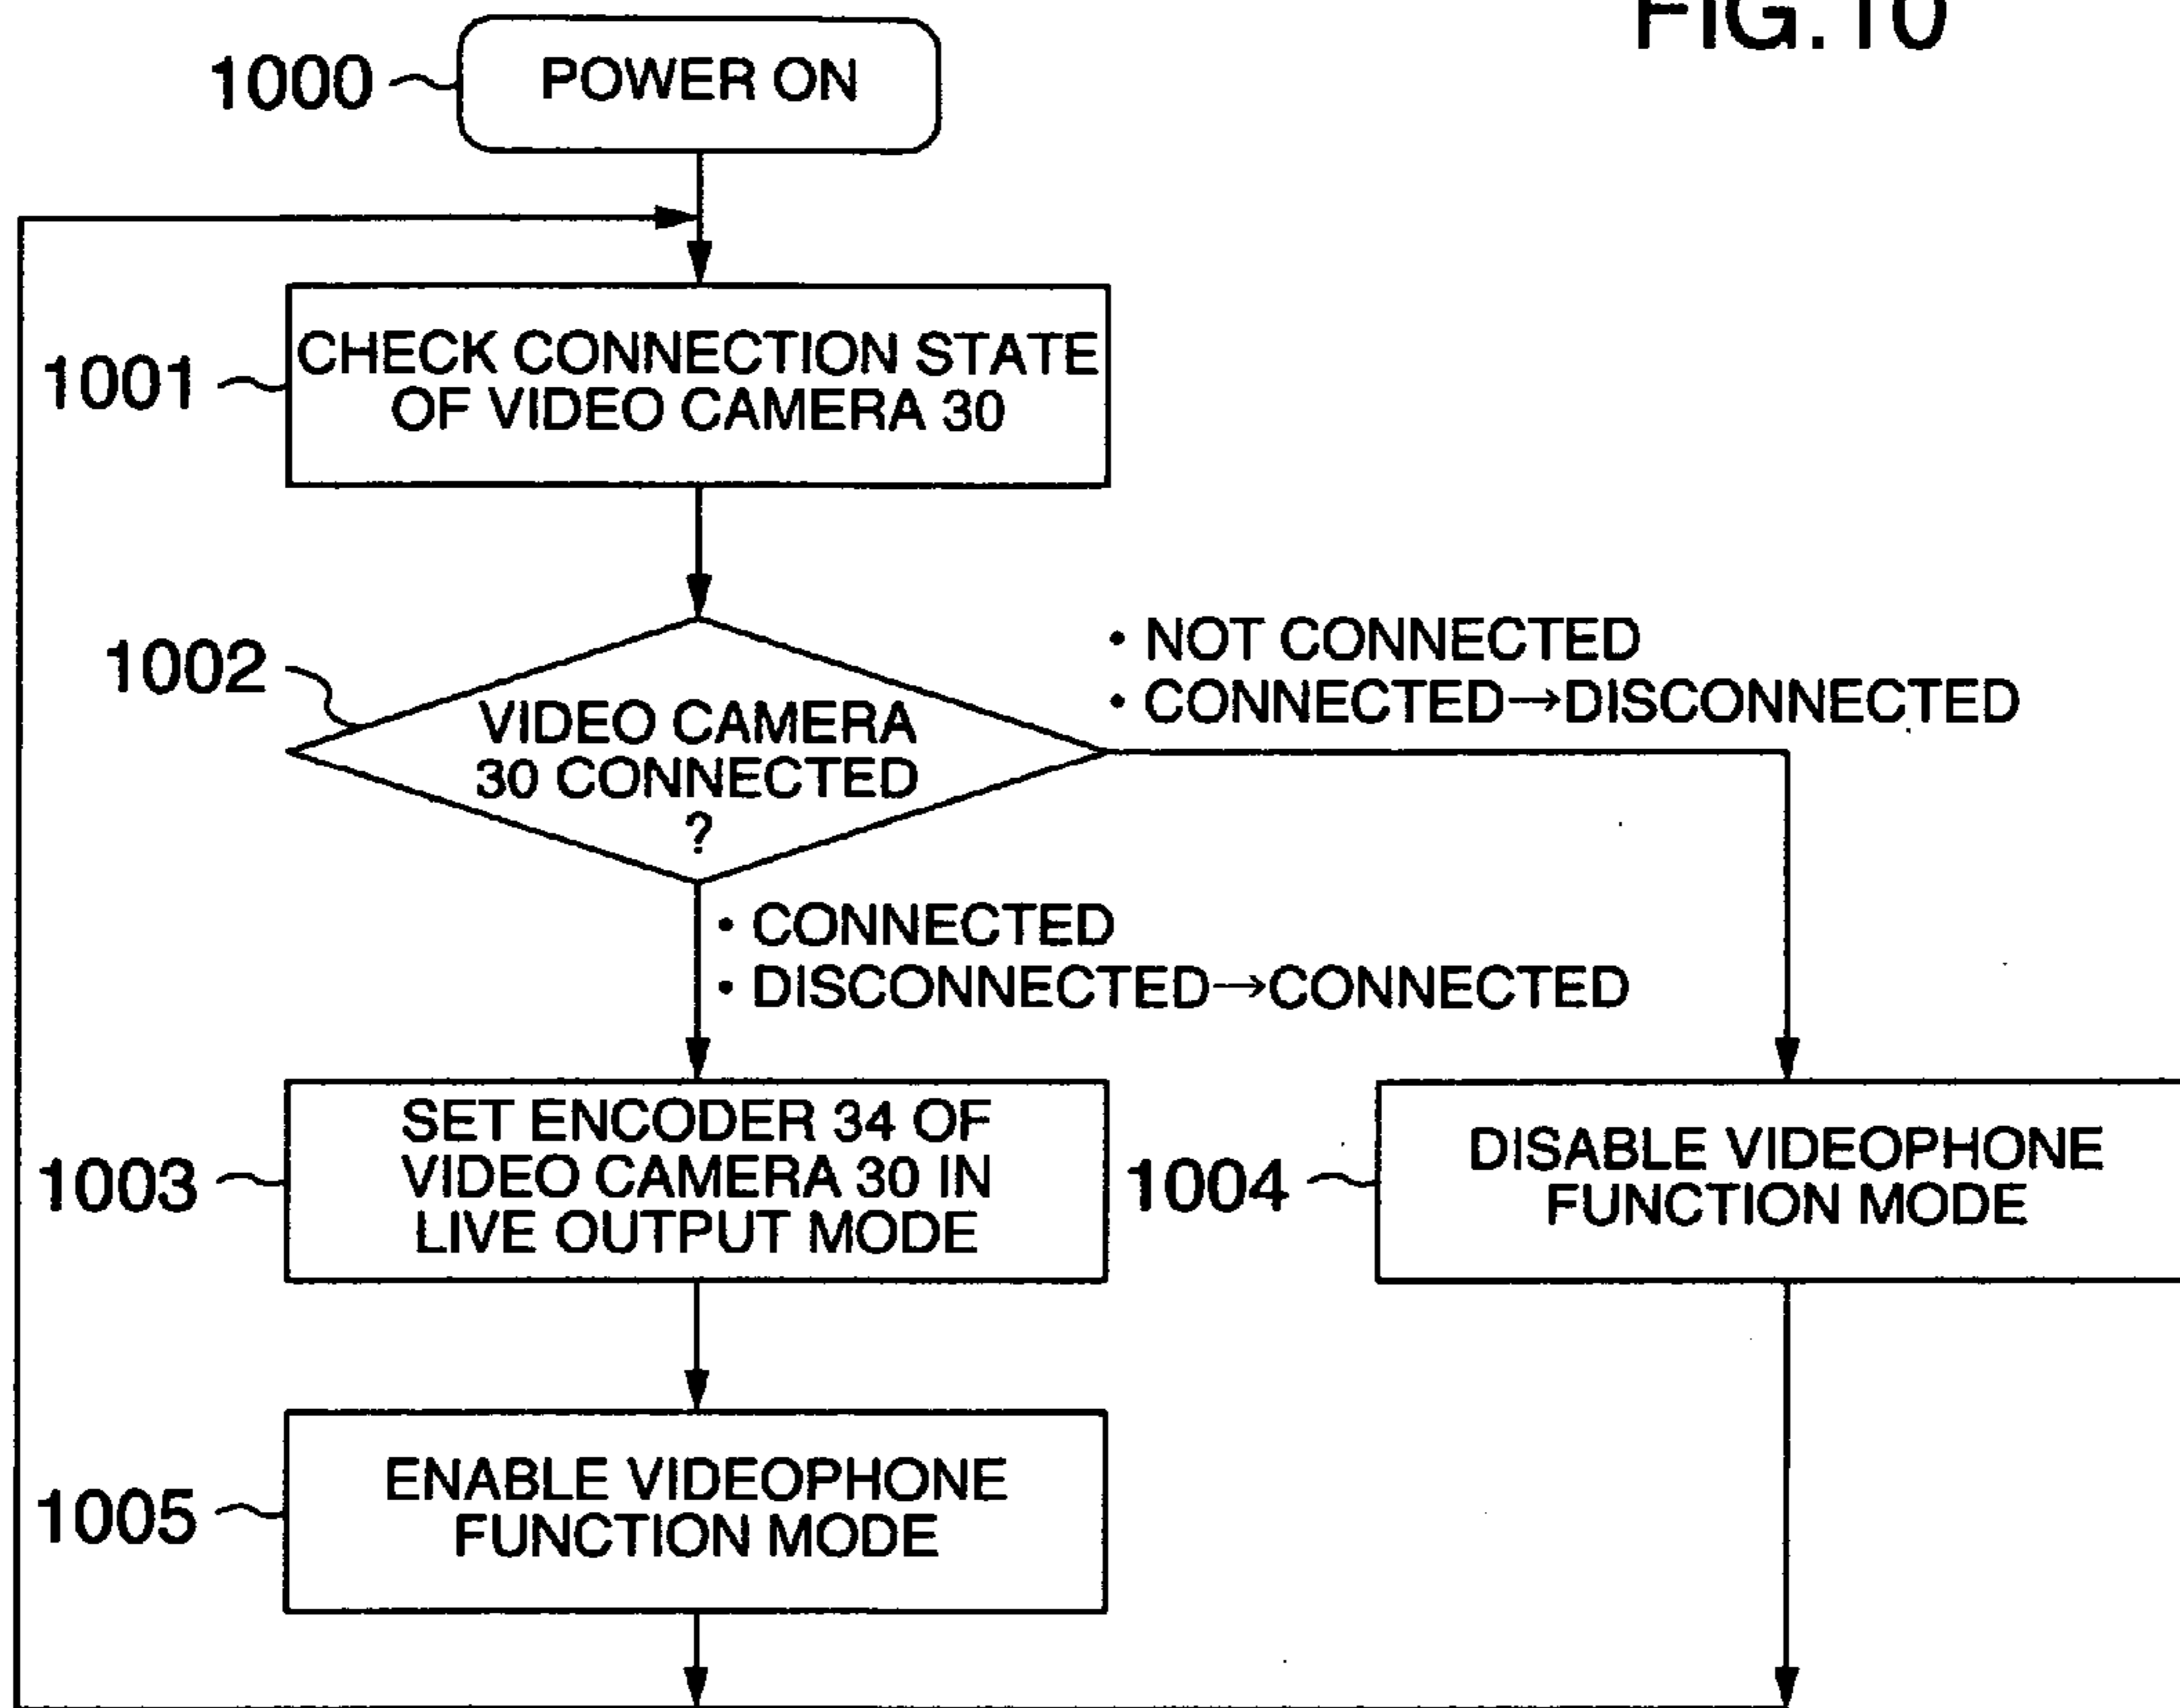 FIG.10
1000
POWER ON
1001
CHECK CONNECTION STATE
OF VIDEO CAMERA 30
1002
VIDEO CAMERA
30 CONNECTED
?
• NOT CONNECTED
• CONNECTED→DISCONNECTED
• CONNECTED
• DISCONNECTED→CONNECTED
1003
SET ENCODER 34 OF
VIDEO CAMERA 30 IN
LIVE OUTPUT MODE
1004
DISABLE VIDEOPHONE
FUNCTION MODE
1005
ENABLE VIDEOPHONE
FUNCTION MODE